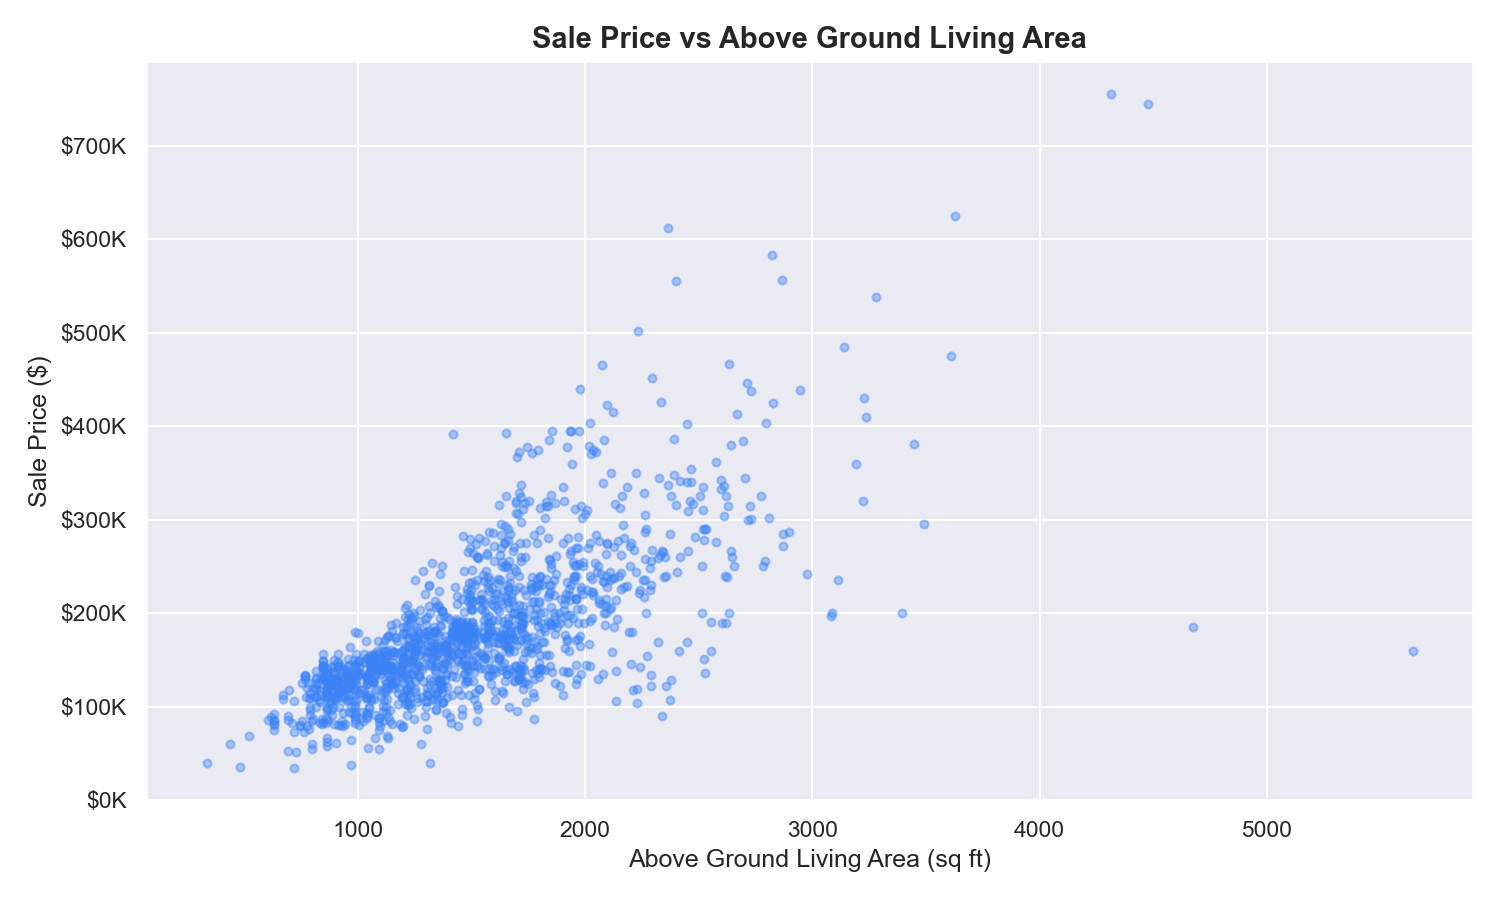 Sale Price vs Above Ground Living Area
$700K
$600K
$500K
$400K
$300K
$200K
$100K
$0K
Sale Price ($)
1000 2000 3000 4000 5000
Above Ground Living Area (sq ft)